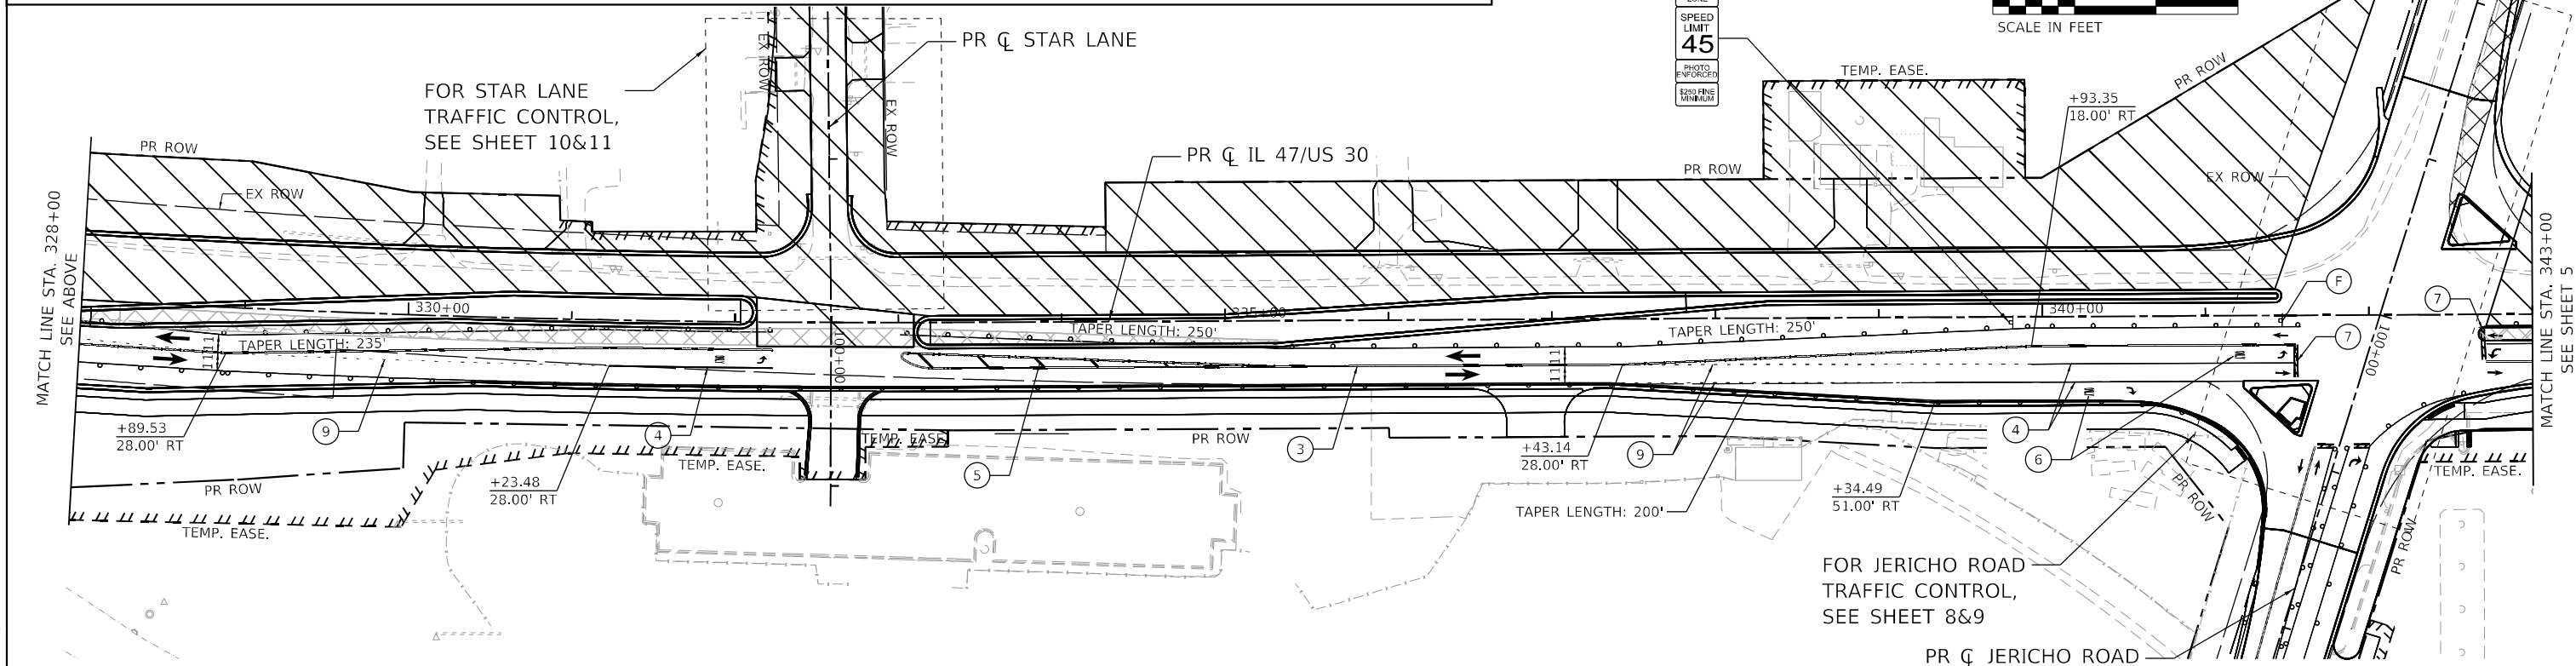 ZONE
SPEED
LIMIT
45
PHOTO
ENFORCED
$250 FINE
MINIMUM
SCALE IN FEET
PR ℄ STAR LANE
EX ROW
EX ROW
FOR STAR LANE
TRAFFIC CONTROL,
SEE SHEET 10&11
TEMP. EASE.
PR ROW
+93.35
18.00' RT
PR ROW
PR ℄ IL 47/US 30
PR ROW
EX ROW
EX ROW
MATCH LINE STA. 328+00
SEE ABOVE
MATCH LINE STA. 343+00
SEE SHEET 5
330+00
335+00
340+00
F
7
7
TAPER LENGTH: 235'
TAPER LENGTH: 250'
TAPER LENGTH: 250'
11 11
11 11
100+00
+89.53
28.00' RT
9
4
TEMP. EASE.
PR ROW
3
+43.14
28.00' RT
9
4
6
TEMP. EASE.
5
TEMP. EASE.
PR ROW
+23.48
28.00' RT
+34.49
51.00' RT
TAPER LENGTH: 200'
PR ROW
TEMP. EASE.
PR ROW
FOR JERICHO ROAD
TRAFFIC CONTROL,
SEE SHEET 8&9
PR ℄ JERICHO ROAD